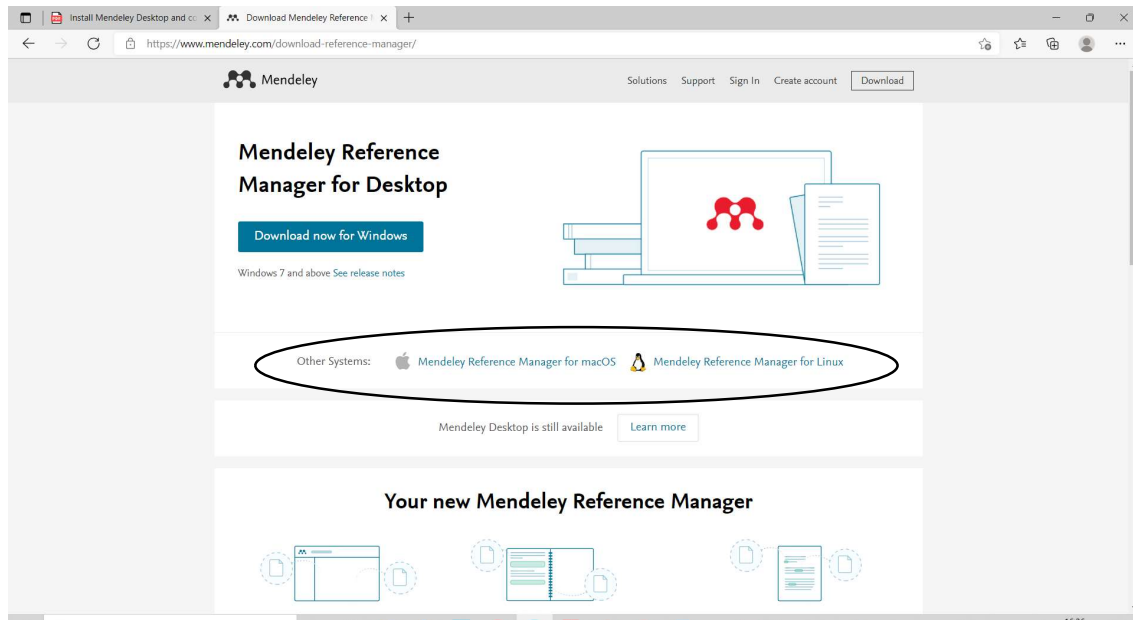 Install Mendeley Desktop and co
Download Mendeley Reference
https://www.mendeley.com/download-reference-manager/
Mendeley
Solutions Support Sign In Create account Download
Mendeley Reference
Manager for Desktop
Download now for Windows
Windows 7 and above See release notes
Other Systems: Mendeley Reference Manager for macOS Mendeley Reference Manager for Linux
Mendeley Desktop is still available Learn more
Your new Mendeley Reference Manager